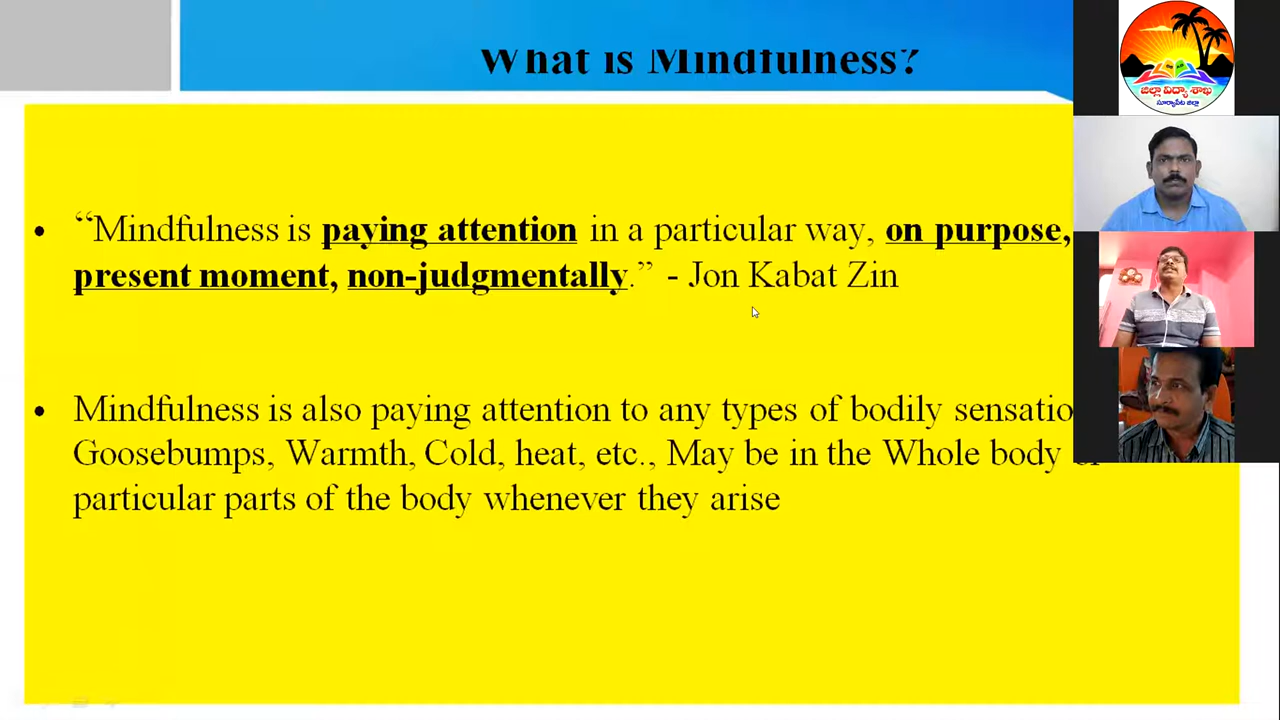 What is Mindfulness?
“Mindfulness is paying attention in a particular way, on purpose,
present moment, non-judgmentally.” - Jon Kabat Zin
Mindfulness is also paying attention to any types of bodily
Goosebumps, Warmth, Cold, heat, etc., May be in the Whole body
particular parts of the body whenever they arise
జిల్లా విద్యా శాఖ
సూర్యాపేట జిల్లా